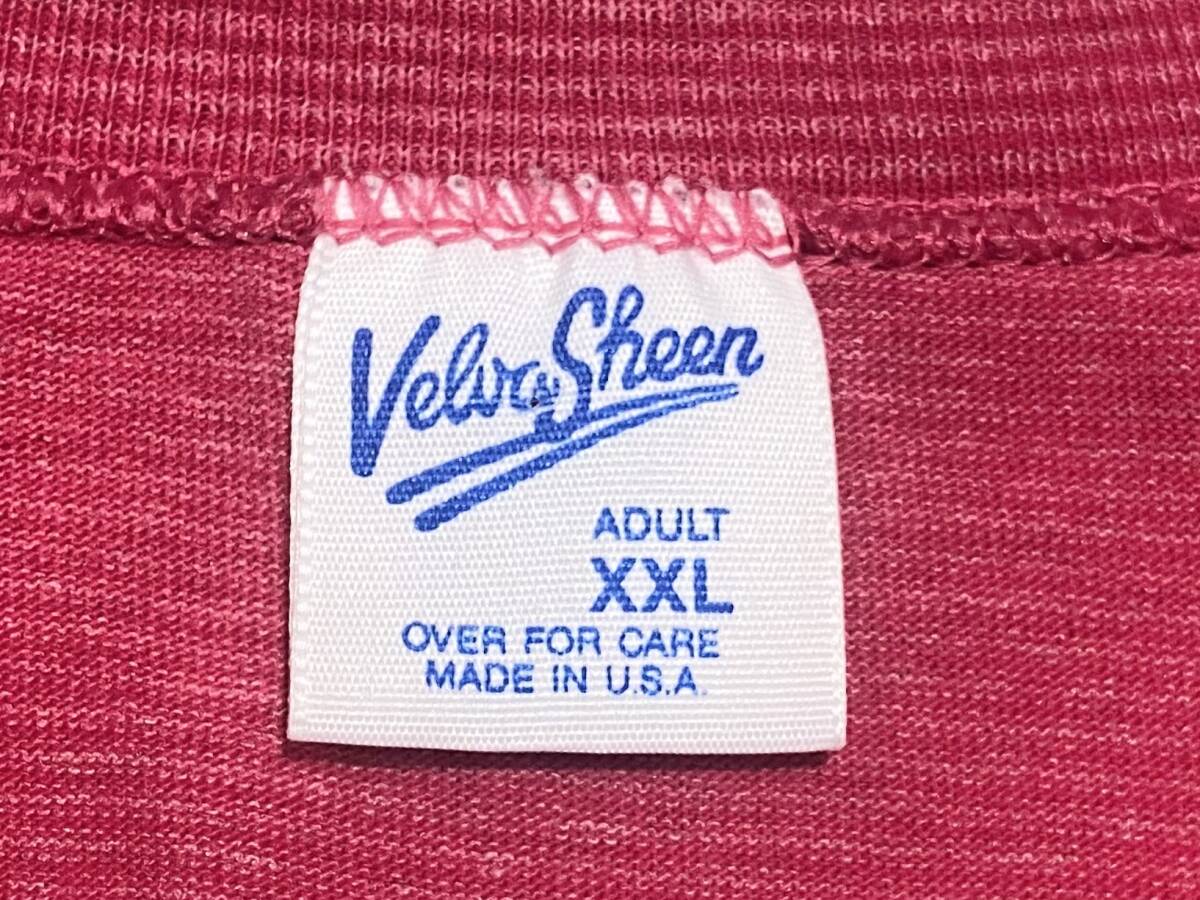 Velva Sheen
ADULT
XXL
OVER FOR CARE
MADE IN U.S.A.